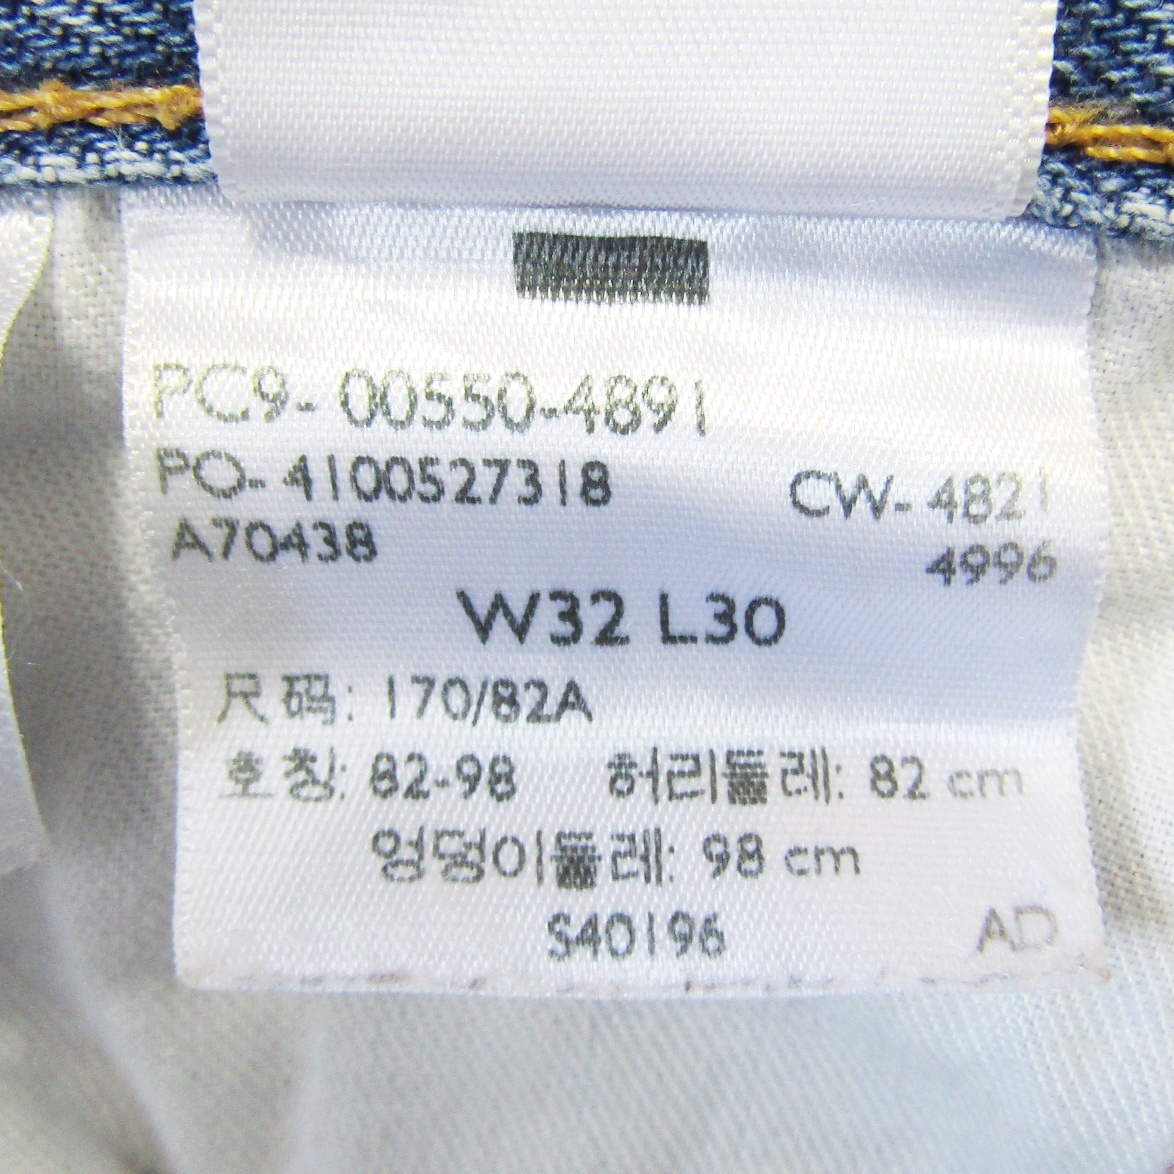 PC9- 00550-4891
PO- 4100527318 CW- 4821
A70438 4996
W32 L30
尺码: 170/82A
호칭: 82-98 허리둘레: 82 cm
엉덩이둘레: 98 cm
S40196 AD